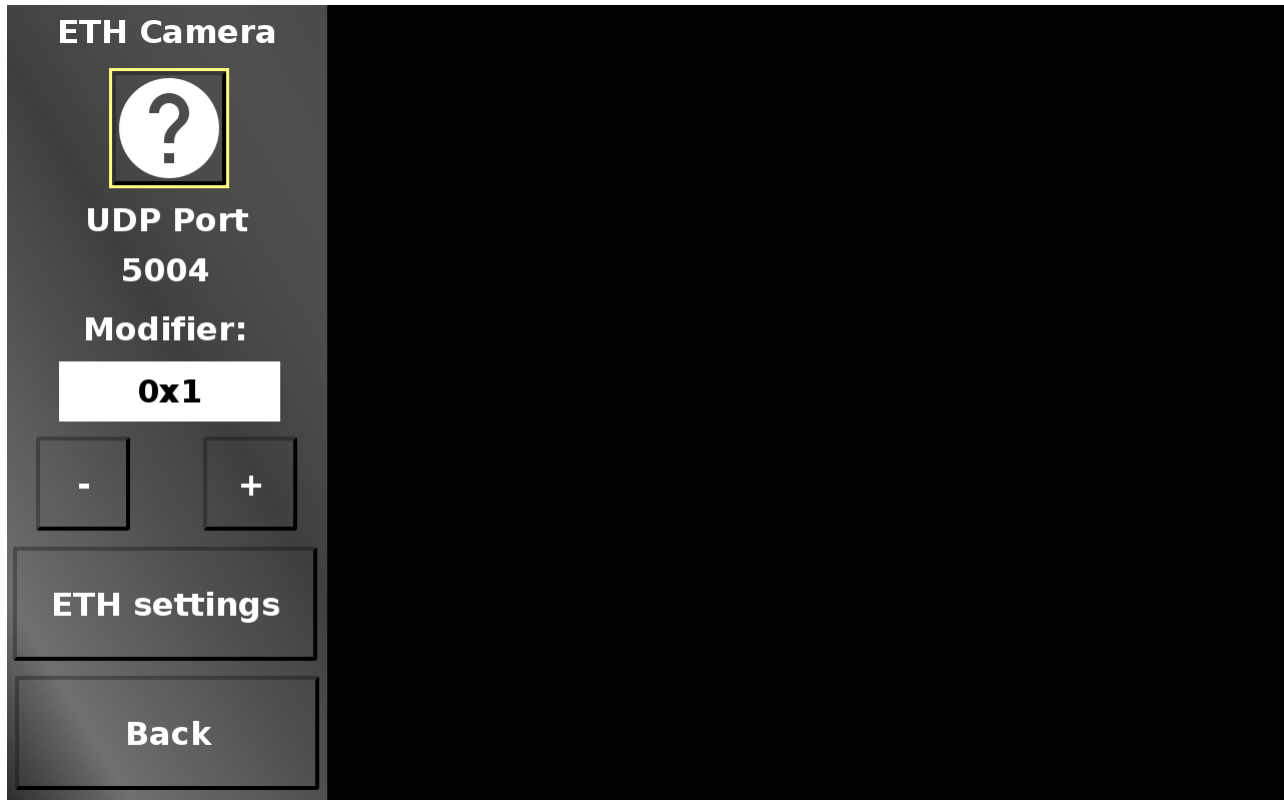 ETH Camera
?
UDP Port
5004
Modifier:
0x1
- +
ETH settings
Back